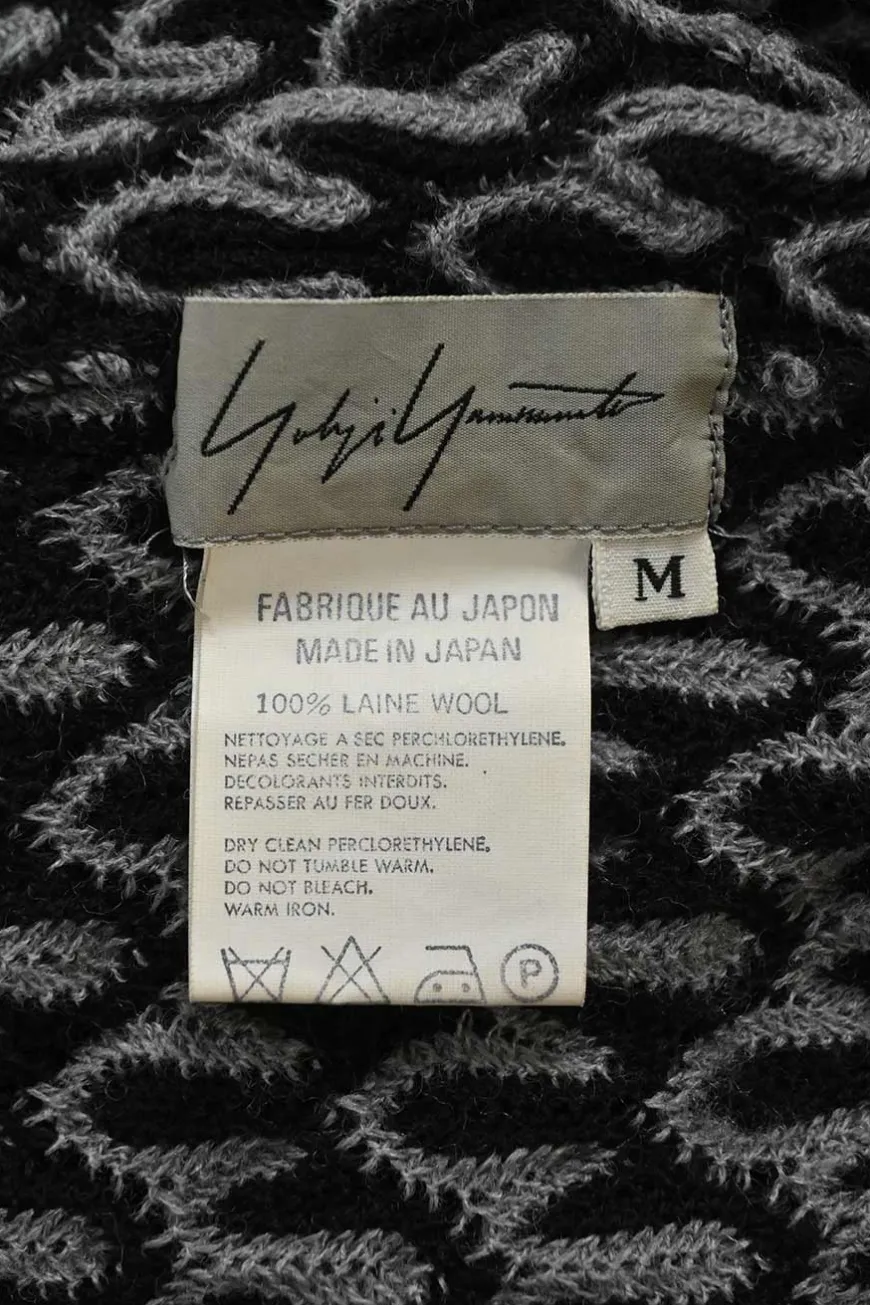 Yohji Yamamoto
M
FABRIQUE AU JAPON
MADE IN JAPAN
100% LAINE WOOL
NETTOYAGE A SEC PERCHLORETHYLENE.
NEPAS SECHER EN MACHINE.
DECOLORANTS INTERDITS.
REPASSER AU FER DOUX.
DRY CLEAN PERCLORETHYLENE.
DO NOT TUMBLE WARM.
DO NOT BLEACH.
WARM IRON.
P